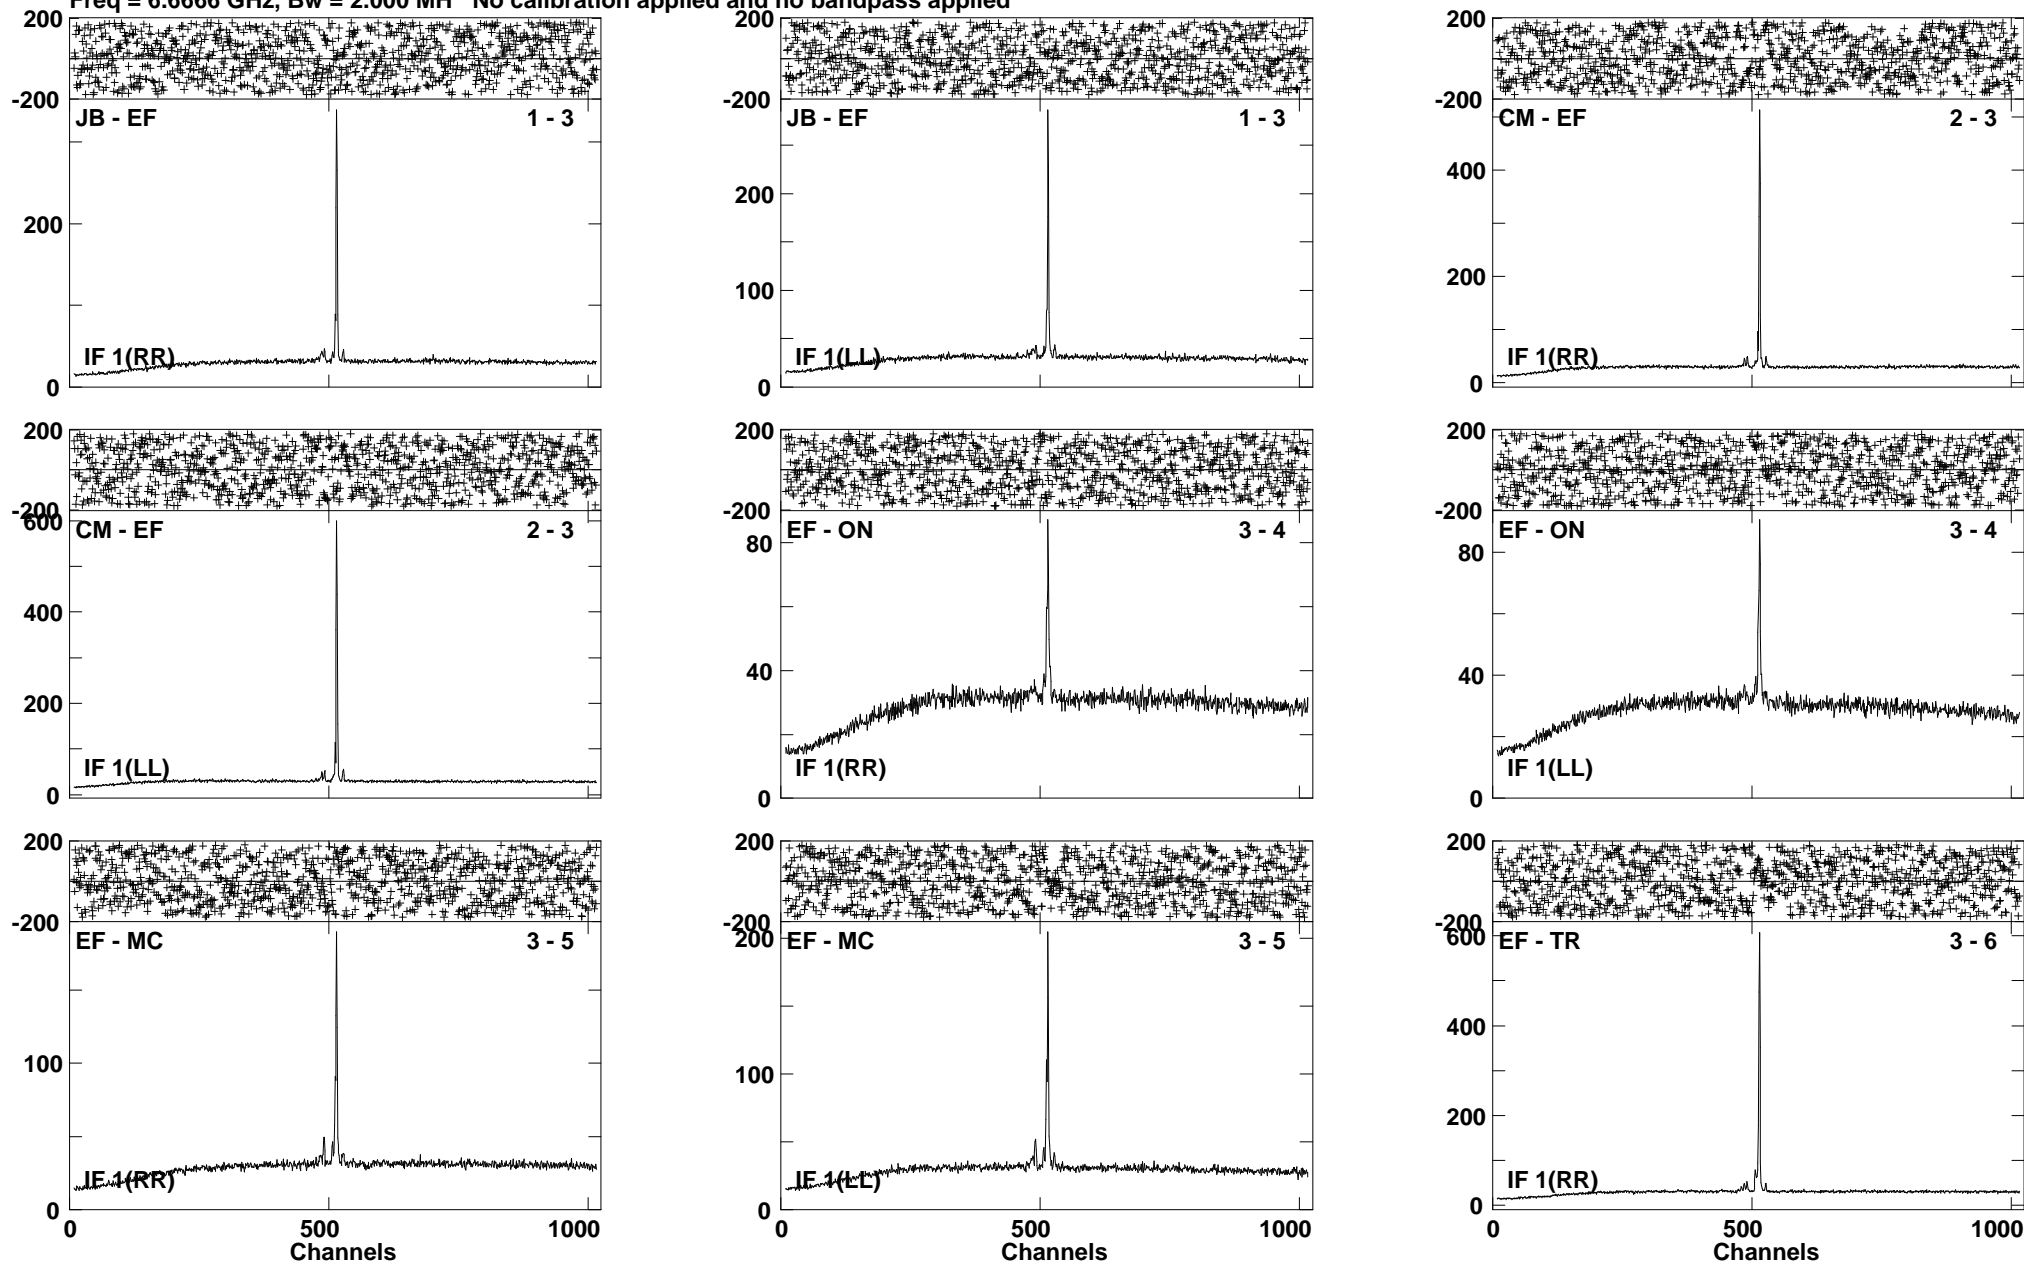 Freq = 6.6666 GHz, Bw = 2.000 MH No calibration applied and no bandpass applied
200
-200
JB - EF 1 - 3
200
IF 1(RR)
0
200
-200
JB - EF 1 - 3
200
100
IF 1(LL)
0
200
-200
CM - EF 2 - 3
400
200
IF 1(RR)
0
200
-200
600
CM - EF 2 - 3
400
200
IF 1(LL)
0
200
-200
EF - ON 3 - 4
80
40
IF 1(RR)
0
200
-200
EF - ON 3 - 4
80
40
IF 1(LL)
0
200
-200
EF - MC 3 - 5
100
IF 1(RR)
0
0 500 1000
Channels
200
-200
200
EF - MC 3 - 5
100
IF 1(LL)
0
0 500 1000
Channels
200
-200
600
EF - TR 3 - 6
400
200
IF 1(RR)
0
0 500 1000
Channels